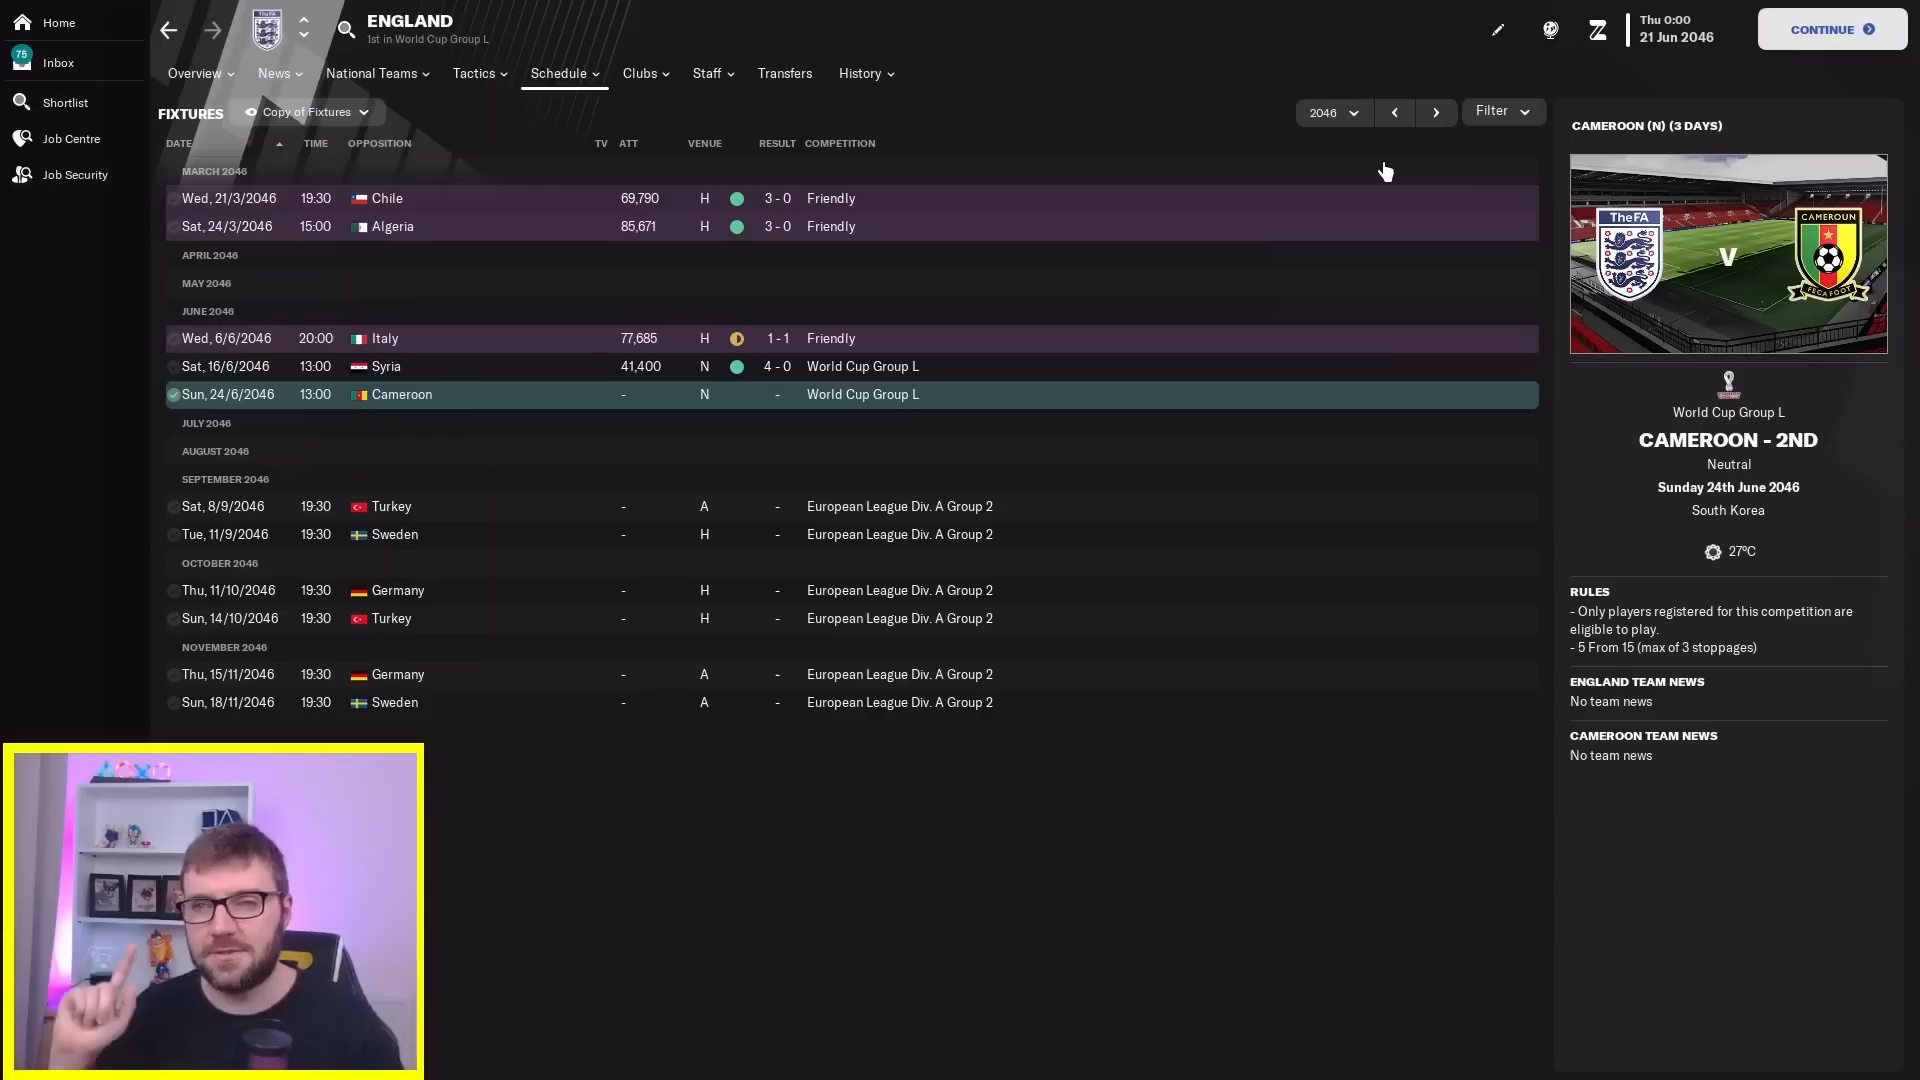 Home
75
Inbox
Shortlist
Job Centre
Job Security
ENGLAND
1st in World Cup Group L
Thu 0:00
21 Jun 2046
CONTINUE
Overview
News
National Teams
Tactics
Schedule
Clubs
Staff
Transfers
History
FIXTURES
Copy of Fixtures
2046
Filter
DATE TIME OPPOSITION TV ATT VENUE RESULT COMPETITION
MARCH 2046
Wed, 21/3/2046 19:30 Chile 69,790 H 3 - 0 Friendly
Sat, 24/3/2046 15:00 Algeria 85,671 H 3 - 0 Friendly
APRIL 2046
MAY 2046
JUNE 2046
Wed, 6/6/2046 20:00 Italy 77,685 H 1 - 1 Friendly
Sat, 16/6/2046 13:00 Syria 41,400 N 4 - 0 World Cup Group L
Sun, 24/6/2046 13:00 Cameroon - N - World Cup Group L
JULY 2046
AUGUST 2046
SEPTEMBER 2046
Sat, 8/9/2046 19:30 Turkey - A - European League Div. A Group 2
Tue, 11/9/2046 19:30 Sweden - H - European League Div. A Group 2
OCTOBER 2046
Thu, 11/10/2046 19:30 Germany - H - European League Div. A Group 2
Sun, 14/10/2046 19:30 Turkey - H - European League Div. A Group 2
NOVEMBER 2046
Thu, 15/11/2046 19:30 Germany - A - European League Div. A Group 2
Sun, 18/11/2046 19:30 Sweden - A - European League Div. A Group 2
CAMEROON (N) (3 DAYS)
The FA
V
CAMEROUN
FECAFOOT
World Cup Group L
CAMEROON - 2ND
Neutral
Sunday 24th June 2046
South Korea
27ºC
RULES
- Only players registered for this competition are
eligible to play.
- 5 From 15 (max of 3 stoppages)
ENGLAND TEAM NEWS
No team news
CAMEROON TEAM NEWS
No team news